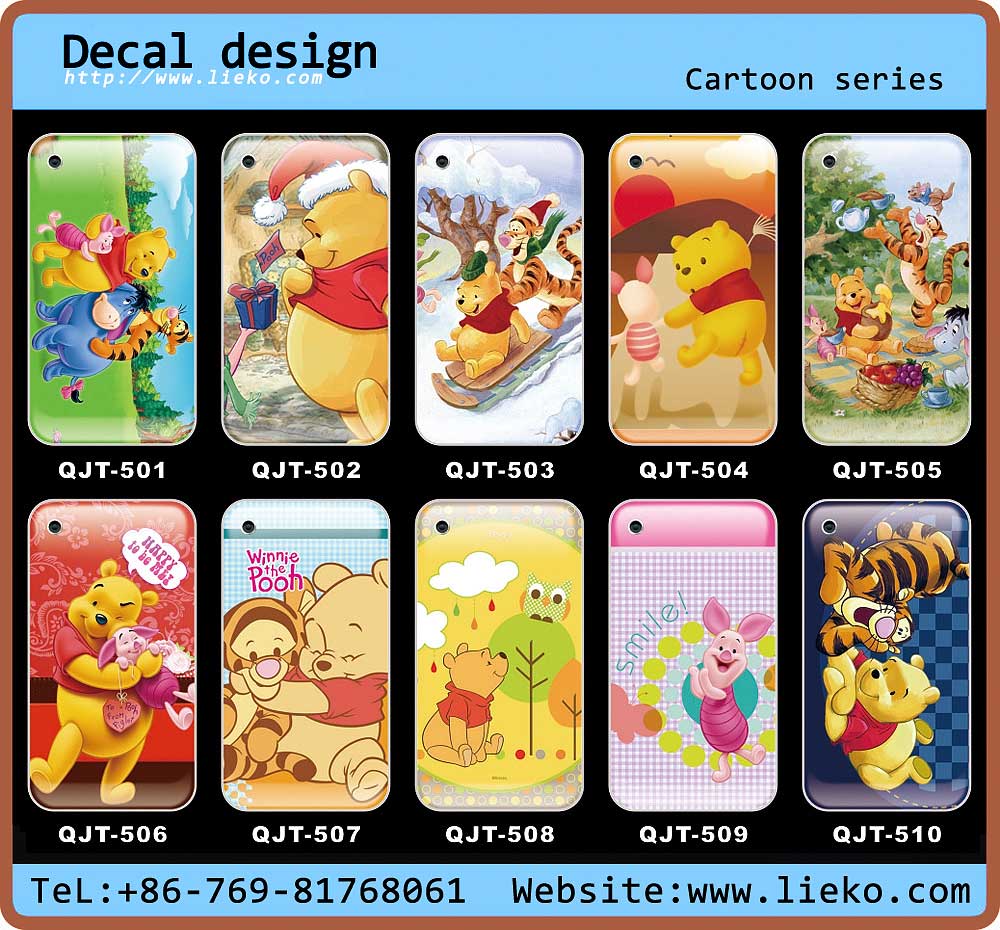 Decal design
http://www.lieko.com
Cartoon series
Pooh
QJT-501
QJT-502
QJT-503
QJT-504
QJT-505
HAPPY
TO BE ME!
To Pooh
From
Piglet
Winnie
the
Pooh
smile!
QJT-506
QJT-507
QJT-508
QJT-509
QJT-510
TeL:+86-769-81768061
Website:www.lieko.com